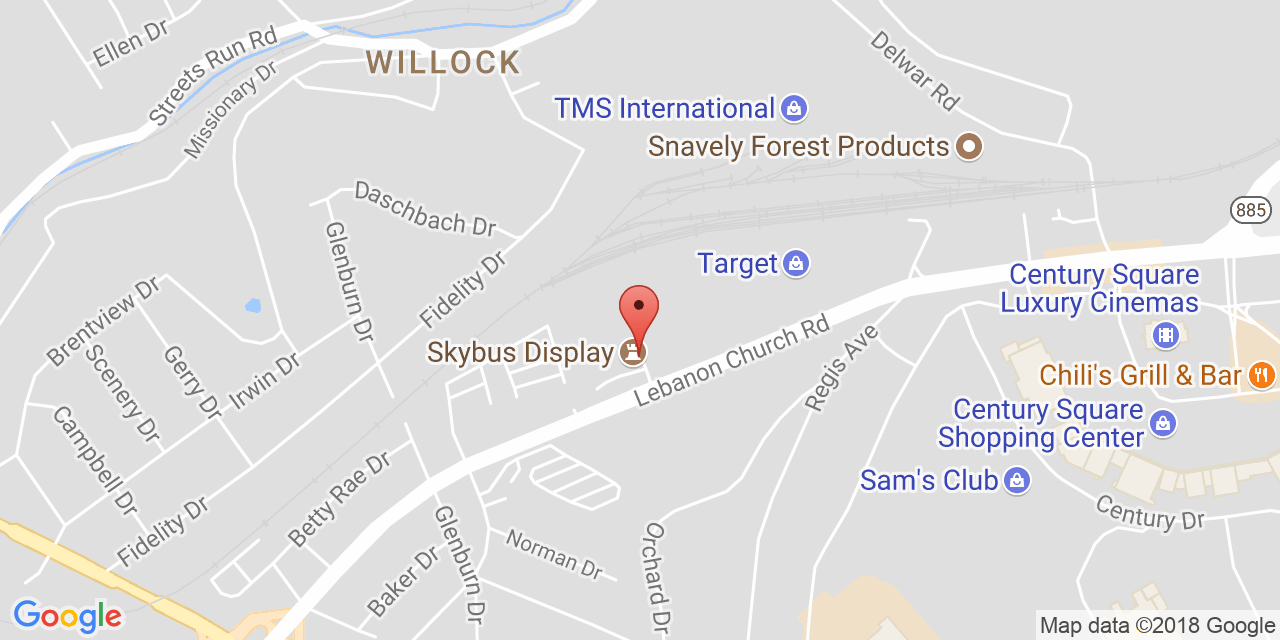 Ellen Dr
Streets Run Rd
Missionary Dr
WILLOCK
Delwar Rd
TMS International
Snavely Forest Products
Daschbach Dr
885
Glenburn Dr
Fidelity Dr
Target
Century Square
Luxury Cinemas
Brentview Dr
Scenery Dr
Gerry Dr
Irwin Dr
Skybus Display
Lebanon Church Rd
Regis Ave
Chili's Grill & Bar
Century Square
Shopping Center
Campbell Dr
Sam's Club
Betty Rae Dr
Fidelity Dr
Century Dr
Glenburn Dr
Norman Dr
Orchard Dr
Baker Dr
Google
Map data ©2018 Google